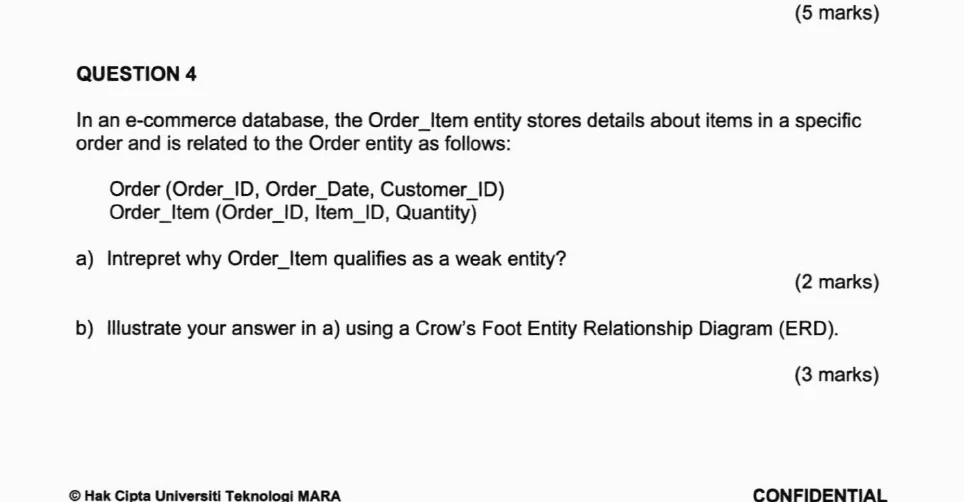 (5 marks)
QUESTION 4
In an e-commerce database, the Order_Item entity stores details about items in a specific
order and is related to the Order entity as follows:
Order (Order_ID, Order_Date, Customer_ID)
Order_Item (Order_ID, Item_ID, Quantity)
a) Intrepret why Order_Item qualifies as a weak entity?
(2 marks)
b) Illustrate your answer in a) using a Crow's Foot Entity Relationship Diagram (ERD).
(3 marks)
© Hak Cipta Universiti Teknologi MARA
CONFIDENTIAL